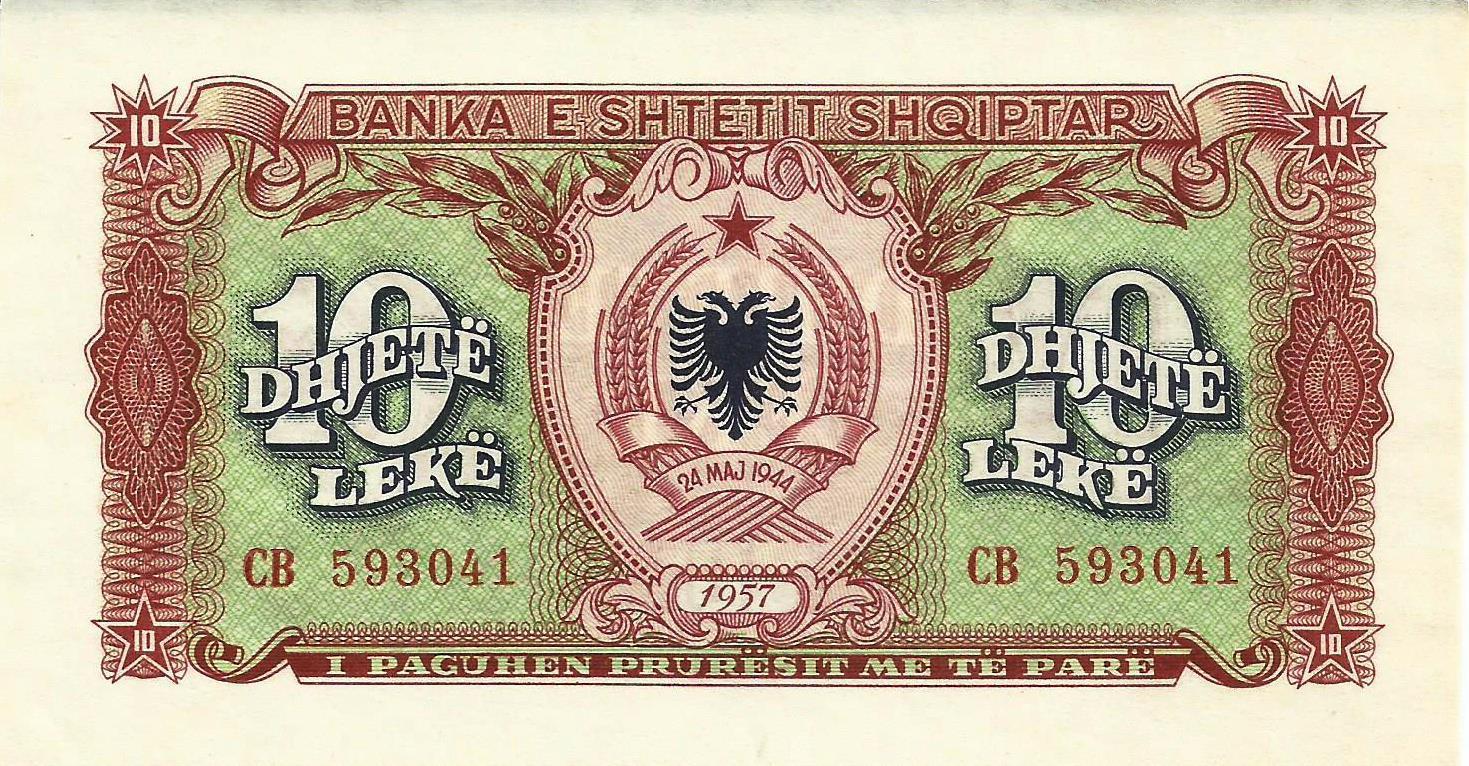 BANKA E SHTETIT SHQIPTAR
10
10
10 DHJETË LEKË
10 DHJETË LEKË
24 MAJ 1944
CB 593041
CB 593041
1957
10
10
I PAGUHEN PRURËSIT ME TË PARË